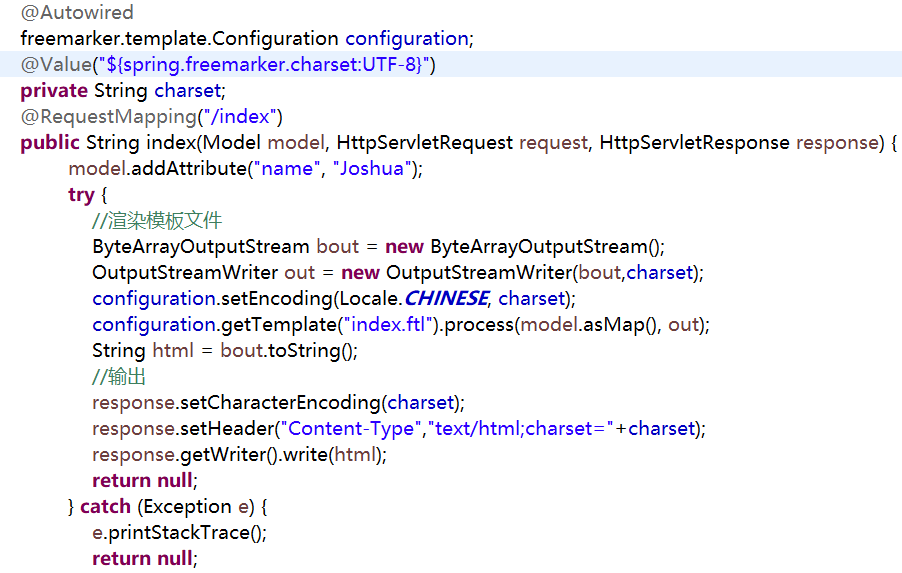 @Autowired
freemarker.template.Configuration configuration;
@Value("${spring.freemarker.charset:UTF-8}")
private String charset;
@RequestMapping("/index")
public String index(Model model, HttpServletRequest request, HttpServletResponse response) {
model.addAttribute("name", "Joshua");
try {
//渲染模板文件
ByteArrayOutputStream bout = new ByteArrayOutputStream();
OutputStreamWriter out = new OutputStreamWriter(bout,charset);
configuration.setEncoding(Locale.CHINESE, charset);
configuration.getTemplate("index.ftl").process(model.asMap(), out);
String html = bout.toString();
//输出
response.setCharacterEncoding(charset);
response.setHeader("Content-Type","text/html;charset="+charset);
response.getWriter().write(html);
return null;
} catch (Exception e) {
e.printStackTrace();
return null;